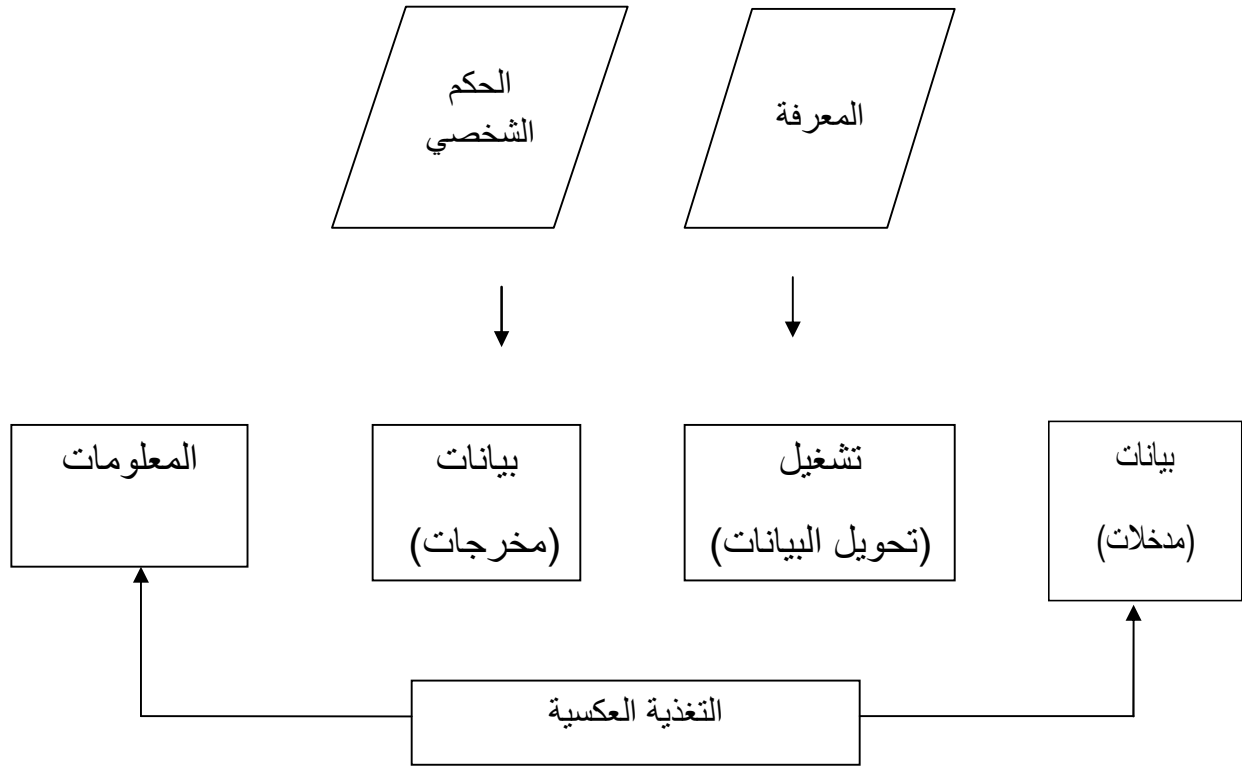 المعرفة
الحكم
الشخصي
بيانات
(مدخلات)
تشغيل
(تحويل البيانات)
بيانات
(مخرجات)
المعلومات
التغذية العكسية